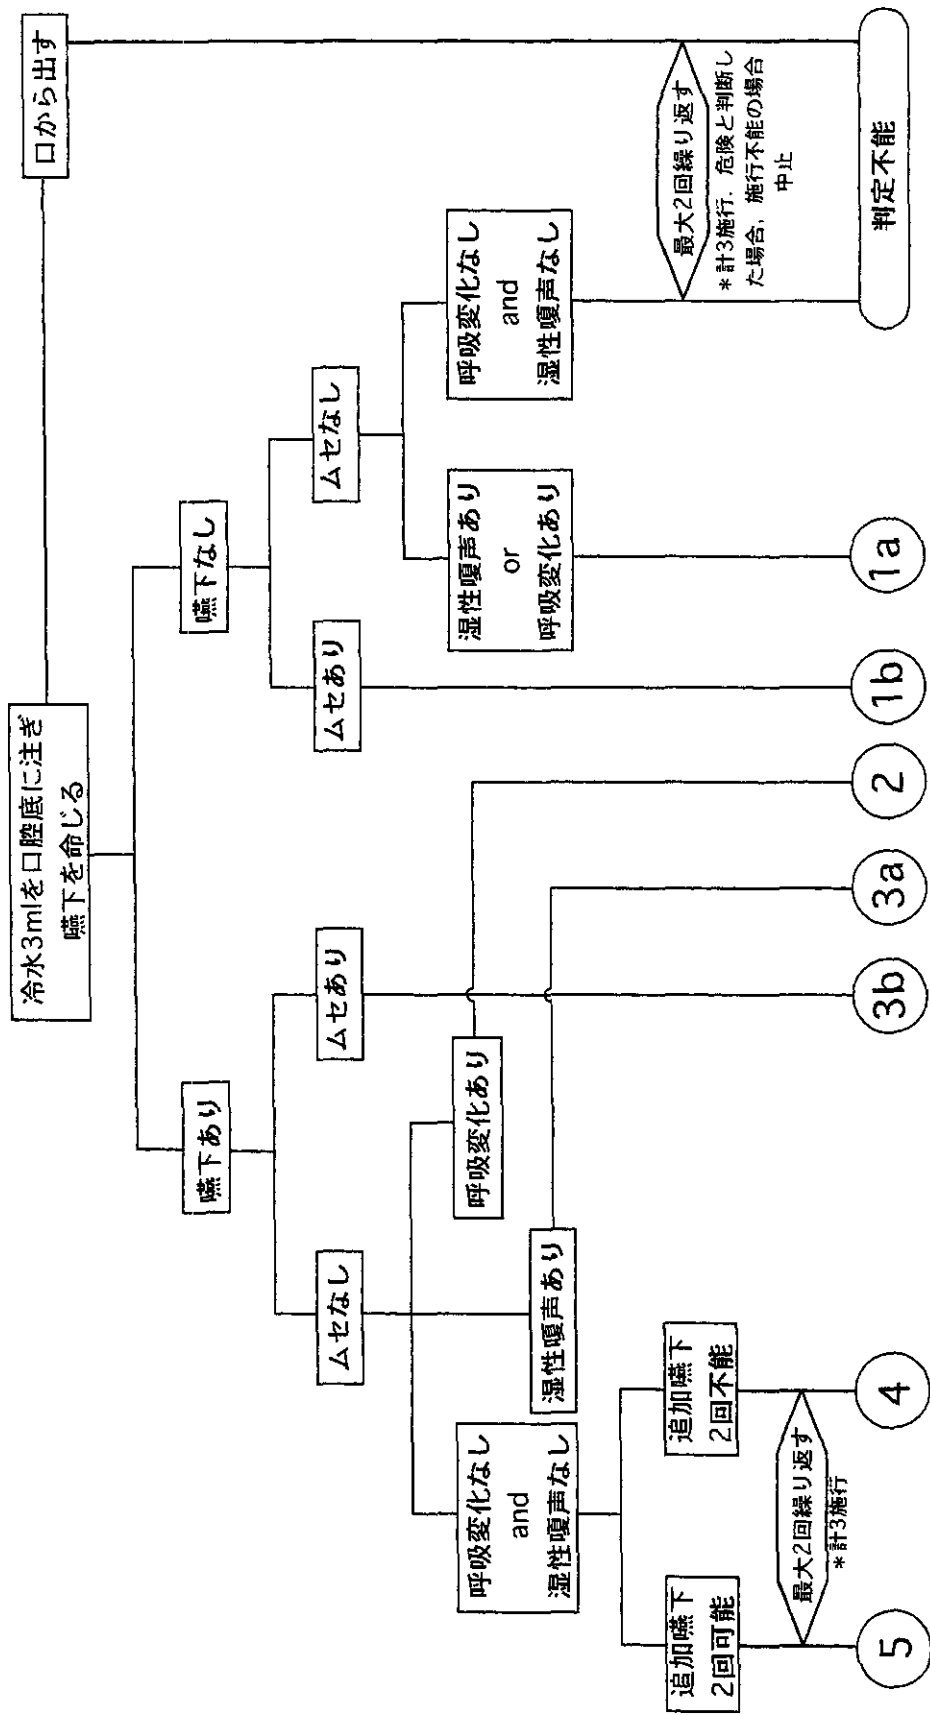 冷水3mlを口腔底に注ぎ
嚥下を命じる
口から出す
嚥下あり
嚥下なし
ムセなし
ムセあり
ムセあり
ムセなし
呼吸変化なし
and
湿性嗄声なし
呼吸変化あり
湿性嗄声あり
湿性嗄声あり
or
呼吸変化あり
呼吸変化なし
and
湿性嗄声なし
追加嚥下
2回可能
追加嚥下
2回不能
最大2回繰り返す
*計3施行
最大2回繰り返す
*計3施行,危険と判断し
た場合,施行不能の場合
中止
5
4
3b
3a
2
1b
1a
判定不能